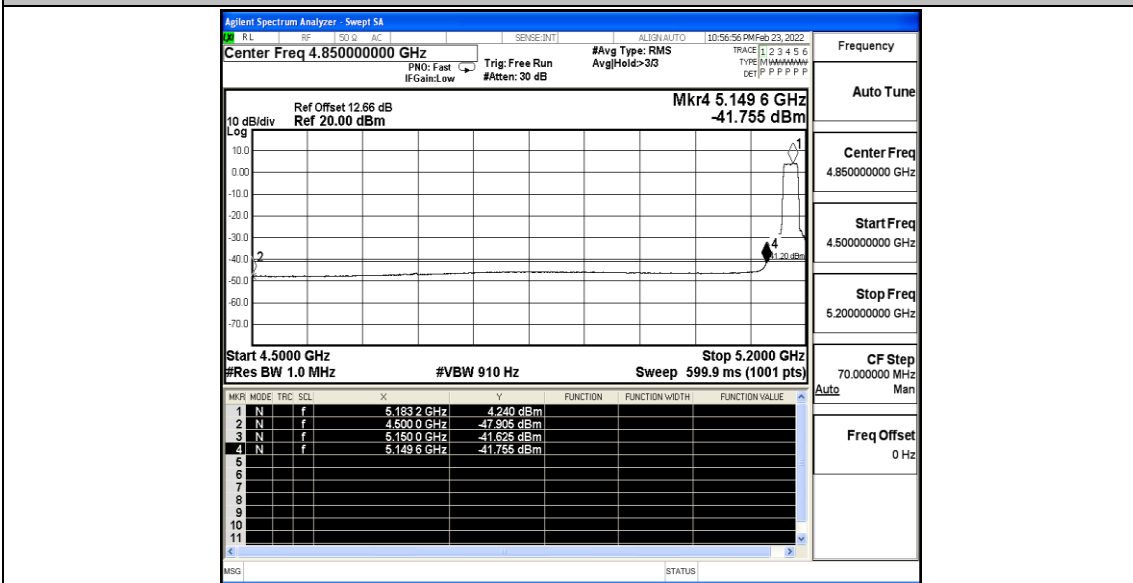 Agilent Spectrum Analyzer - Swept SA
RL RF 50 Ω AC SENSE:INT ALIGNAUTO 10:56:56 PM Feb 23, 2022
Center Freq 4.850000000 GHz
PNO: Fast
IFGain:Low
Trig: Free Run
#Atten: 30 dB
#Avg Type: RMS
Avg|Hold:>3/3
TRACE 1 2 3 4 5 6
TYPE M
DET P P P P P P
Ref Offset 12.66 dB
10 dB/div Ref 20.00 dBm
Log
Mkr4 5.149 6 GHz
-41.755 dBm
10.0
0.00
-10.0
-20.0
-30.0
-40.0
-50.0
-60.0
-70.0
1
2
4
Start 4.5000 GHz Stop 5.2000 GHz
#Res BW 1.0 MHz #VBW 910 Hz Sweep 599.9 ms (1001 pts)
MKR MODE TRC SCL X Y FUNCTION FUNCTION WIDTH FUNCTION VALUE
1 N f 5.183 2 GHz 4.240 dBm
2 N f 4.500 0 GHz -47.905 dBm
3 N f 5.150 0 GHz -41.625 dBm
4 N f 5.149 6 GHz -41.755 dBm
5
6
7
8
9
10
11
MSG STATUS
Frequency
Auto Tune
Center Freq
4.850000000 GHz
Start Freq
4.500000000 GHz
Stop Freq
5.200000000 GHz
CF Step
70.000000 MHz
Auto Man
Freq Offset
0 Hz